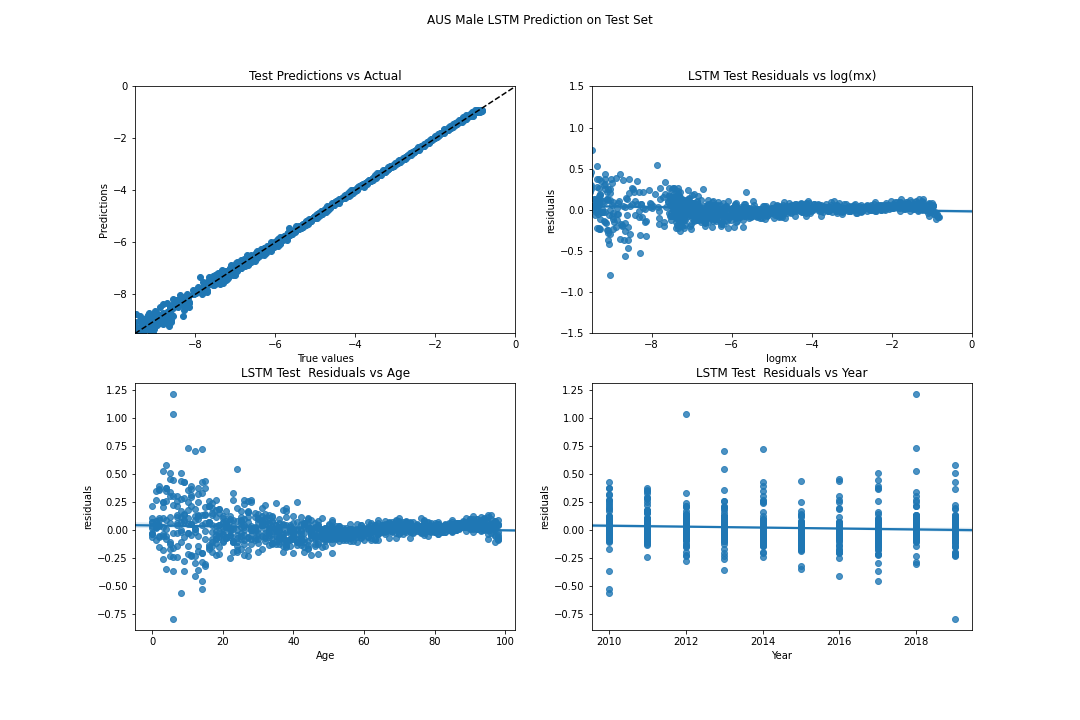 AUS Male LSTM Prediction on Test Set
Test Predictions vs Actual
0
−2
−4
−6
−8
Predictions
−8 −6 −4 −2 0
True values
LSTM Test Residuals vs log(mx)
1.5
1.0
0.5
0.0
−0.5
−1.0
−1.5
residuals
−8 −6 −4 −2 0
logmx
LSTM Test  Residuals vs Age
1.25
1.00
0.75
0.50
0.25
0.00
−0.25
−0.50
−0.75
residuals
0 20 40 60 80 100
Age
LSTM Test  Residuals vs Year
1.25
1.00
0.75
0.50
0.25
0.00
−0.25
−0.50
−0.75
residuals
2010 2012 2014 2016 2018
Year